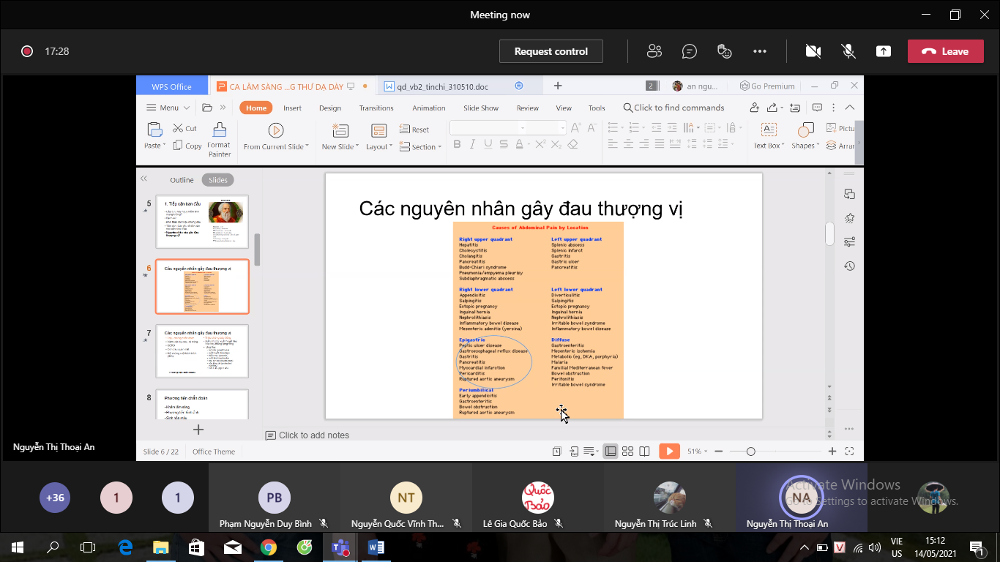 Meeting now
17:28
Request control
Leave
WPS Office
CA LÂM SÀNG ...G THƯ DẠ DÀY
qd_vb2_tinchi_310510.doc
2
an ngu...
Go Premium
Menu
Home
Insert
Design
Transitions
Animation
Slide Show
Review
View
Tools
Click to find commands
Paste
Cut
Copy
Format
Painter
From Current Slide
New Slide
Layout
Reset
Section
Text Box
Shapes
Pictu
Arran
Outline
Slides
5
1. Tiếp cận ban đầu
6
Các nguyên nhân gây đau thượng vị
7
Các nguyên nhân gây đau thượng vị
8
Phương tiện chẩn đoán
•Khám lâm sàng
Các nguyên nhân gây đau thượng vị
Causes of Abdominal Pain by Location
Right upper quadrant
Hepatitis
Cholecystitis
Cholangitis
Pancreatitis
Budd-Chiari syndrome
Pneumonia/empyema pleurisy
Subdiaphragmatic abscess
Left upper quadrant
Splenic abscess
Splenic infarct
Gastritis
Gastric ulcer
Pancreatitis
Right lower quadrant
Appendicitis
Salpingitis
Ectopic pregnancy
Inguinal hernia
Nephrolithiasis
Inflammatory bowel disease
Mesenteric adenitis (yersina)
Left lower quadrant
Diverticulitis
Salpingitis
Ectopic pregnancy
Inguinal hernia
Nephrolithiasis
Irritable bowel syndrome
Inflammatory bowel disease
Epigastric
Peptic ulcer disease
Gastroesophageal reflux disease
Gastritis
Pancreatitis
Myocardial infarction
Pericarditis
Ruptured aortic aneurysm
Diffuse
Gastroenteritis
Mesenteric ischemia
Metabolic (eg, DKA, porphyria)
Malaria
Familial Mediterranean fever
Bowel obstruction
Peritonitis
Irritable bowel syndrome
Periumbilical
Early appendicitis
Gastroenteritis
Bowel obstruction
Ruptured aortic aneurysm
Click to add notes
Slide 6 / 22
Office Theme
51%
Nguyễn Thị Thoại An
+36
1
1
PB
Phạm Nguyễn Duy Bình
NT
Nguyễn Quốc Vĩnh Th...
Quốc
Bảo
Lê Gia Quốc Bảo
Nguyễn Thị Trúc Linh
NA
Nguyễn Thị Thoại An
Activate Windows
Go to Settings to activate Windows.
VIE
US
15:12
14/05/2021
1